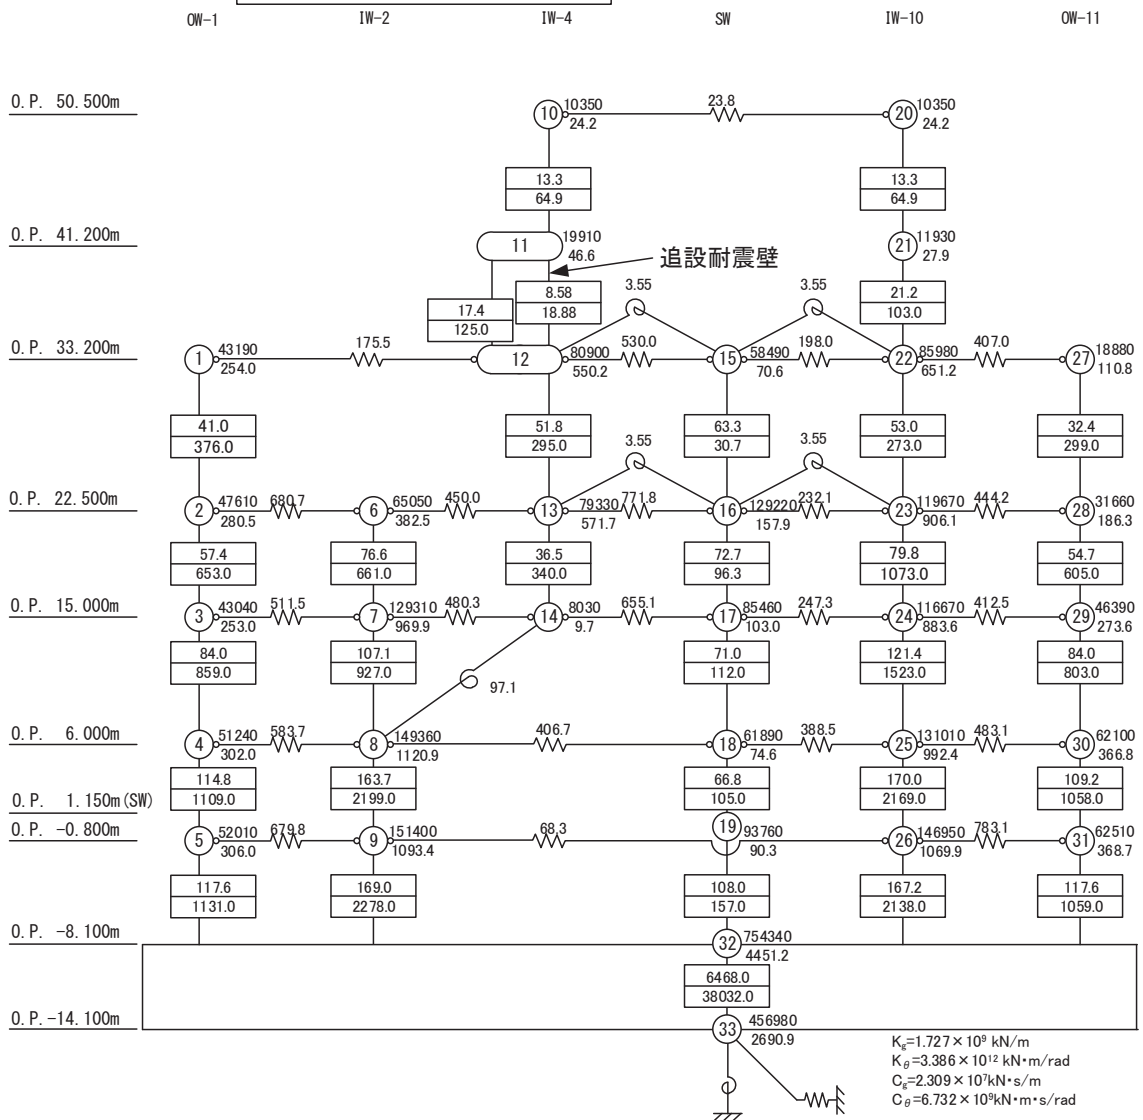 OW-1 IW-2 IW-4 SW IW-10 OW-11
O.P. 50.500m
10 10350 24.2
23.8
20 10350 24.2
13.3 64.9
13.3 64.9
O.P. 41.200m
11 19910 46.6
追設耐震壁
21 11930 27.9
17.4 125.0
8.58 18.88
3.55
3.55
21.2 103.0
O.P. 33.200m
1 43190 254.0
175.5
12 80900 550.2
530.0
15 58490 70.6
198.0
22 85980 651.2
407.0
27 18880 110.8
41.0 376.0
51.8 295.0
3.55
63.3 30.7
3.55
53.0 273.0
32.4 299.0
O.P. 22.500m
2 47610 280.5
680.7
6 65050 382.5
450.0
13 79330 571.7
771.8
16 129220 157.9
232.1
23 119670 906.1
444.2
28 31660 186.3
57.4 653.0
76.6 661.0
36.5 340.0
72.7 96.3
79.8 1073.0
54.7 605.0
O.P. 15.000m
3 43040 253.0
511.5
7 129310 969.9
480.3
14 8030 9.7
655.1
17 85460 103.0
247.3
24 116670 883.6
412.5
29 46390 273.6
84.0 859.0
107.1 927.0
97.1
71.0 112.0
121.4 1523.0
84.0 803.0
O.P. 6.000m
4 51240 302.0
583.7
8 149360 1120.9
406.7
18 61890 74.6
388.5
25 131010 992.4
483.1
30 62100 366.8
114.8 1109.0
163.7 2199.0
66.8 105.0
170.0 2169.0
109.2 1058.0
O.P. 1.150m(SW)
O.P. -0.800m
5 52010 306.0
679.8
9 151400 1093.4
68.3
19 93760 90.3
26 146950 1069.9
783.1
31 62510 368.7
117.6 1131.0
169.0 2278.0
108.0 157.0
167.2 2138.0
117.6 1059.0
O.P. -8.100m
32 754340 4451.2
6468.0 38032.0
O.P.-14.100m
33 456980 2690.9
Kg=1.727×10⁹ kN/m
Kθ=3.386×10¹² kN・m/rad
Cg=2.309×10⁷kN・s/m
Cθ=6.732×10⁹kN・m・s/rad